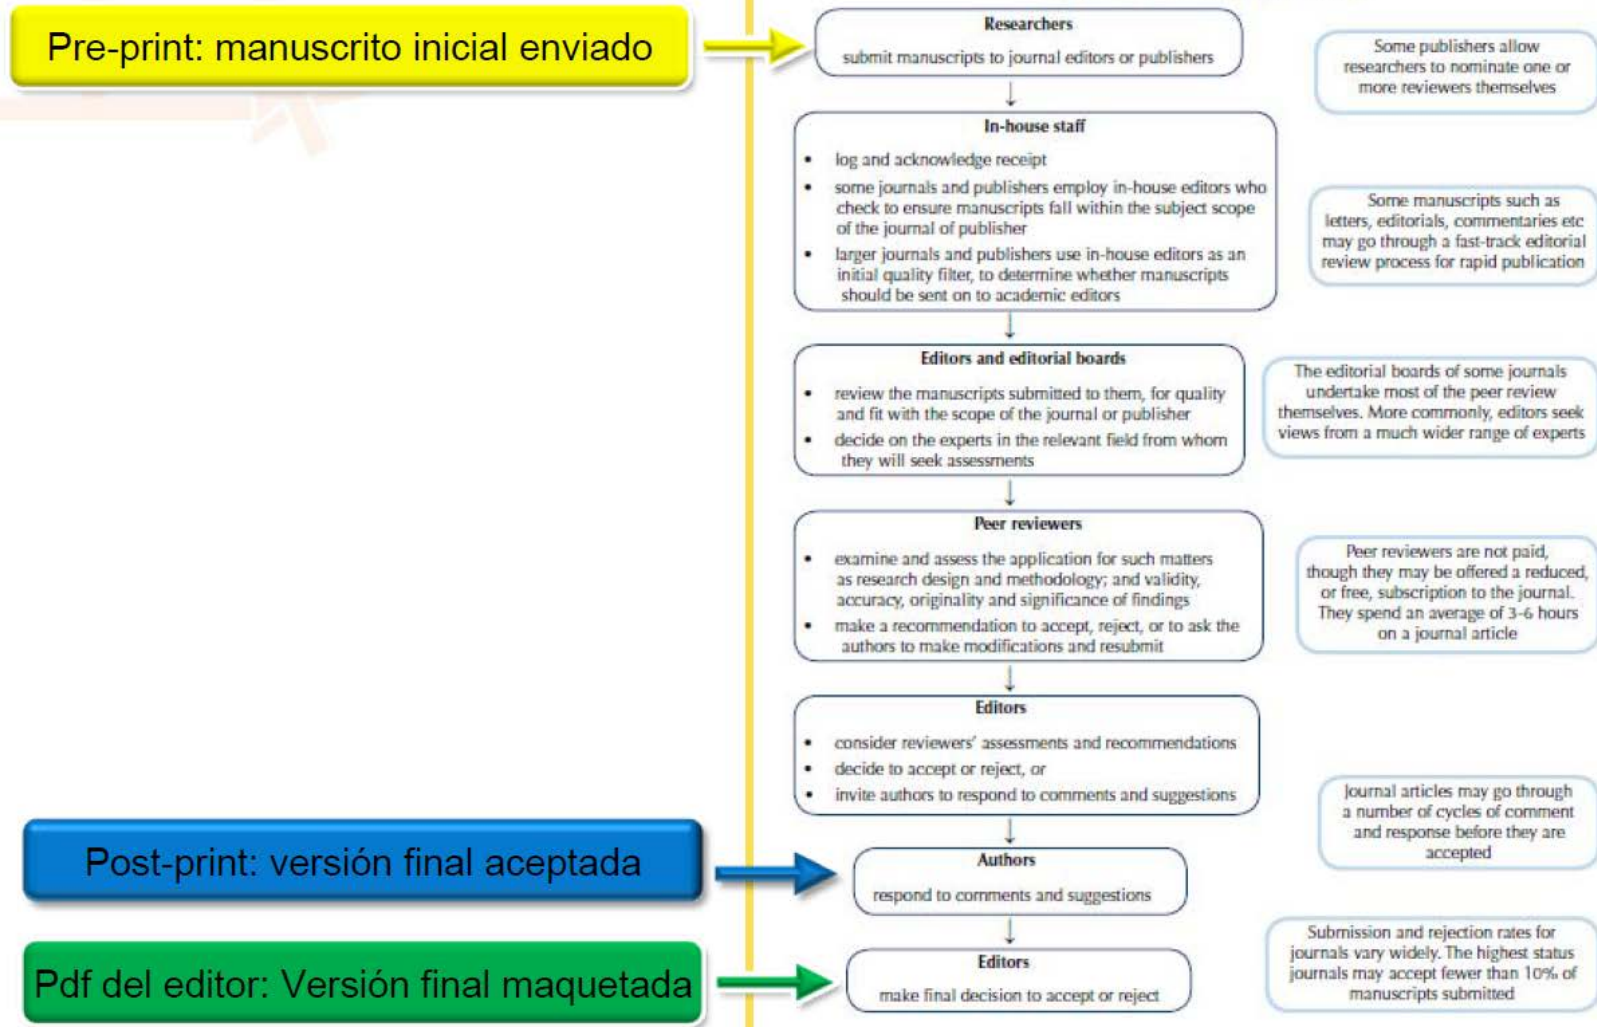 Pre-print: manuscrito inicial enviado
Researchers
submit manuscripts to journal editors or publishers
Some publishers allow
researchers to nominate one or
more reviewers themselves
In-house staff
• log and acknowledge receipt
• some journals and publishers employ in-house editors who
check to ensure manuscripts fall within the subject scope
of the journal of publisher
• larger journals and publishers use in-house editors as an
initial quality filter, to determine whether manuscripts
should be sent on to academic editors
Some manuscripts such as
letters, editorials, commentaries etc
may go through a fast-track editorial
review process for rapid publication
Editors and editorial boards
• review the manuscripts submitted to them, for quality
and fit with the scope of the journal or publisher
• decide on the experts in the relevant field from whom
they will seek assessments
The editorial boards of some journals
undertake most of the peer review
themselves. More commonly, editors seek
views from a much wider range of experts
Peer reviewers
• examine and assess the application for such matters
as research design and methodology; and validity,
accuracy, originality and significance of findings
• make a recommendation to accept, reject, or to ask the
authors to make modifications and resubmit
Peer reviewers are not paid,
though they may be offered a reduced,
or free, subscription to the journal.
They spend an average of 3-6 hours
on a journal article
Editors
• consider reviewers' assessments and recommendations
• decide to accept or reject, or
• invite authors to respond to comments and suggestions
Journal articles may go through
a number of cycles of comment
and response before they are
accepted
Post-print: versión final aceptada
Authors
respond to comments and suggestions
Pdf del editor: Versión final maquetada
Editors
make final decision to accept or reject
Submission and rejection rates for
journals vary widely. The highest status
journals may accept fewer than 10% of
manuscripts submitted